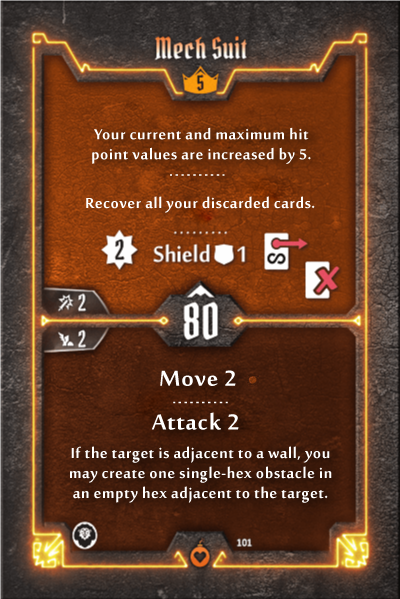 Mech Suit
5
Your current and maximum hit
point values are increased by 5.
Recover all your discarded cards.
2 Shield 1 S
2
80
2
Move 2
Attack 2
If the target is adjacent to a wall, you
may create one single-hex obstacle in
an empty hex adjacent to the target.
101